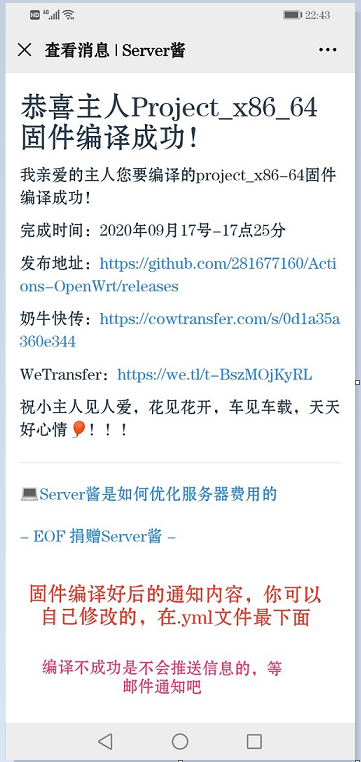 HD 4G 22:43
查看消息 | Server酱
恭喜主人Project_x86_64
固件编译成功！
我亲爱的主人您要编译的project_x86-64固件
编译成功！
完成时间：2020年09月17号-17点25分
发布地址：https://github.com/281677160/Acti
ons-OpenWrt/releases
奶牛快传：https://cowtransfer.com/s/0d1a35a
360e344
WeTransfer：https://we.tl/t-BszMOjKyRL
祝小主人见人爱，花见花开，车见车载，天天
好心情🎈！！！
💻Server酱是如何优化服务器费用的
- EOF 捐赠Server酱 -
固件编译好后的通知内容，你可以
自己修改的，在.yml文件最下面
编译不成功是不会推送信息的，等
邮件通知吧